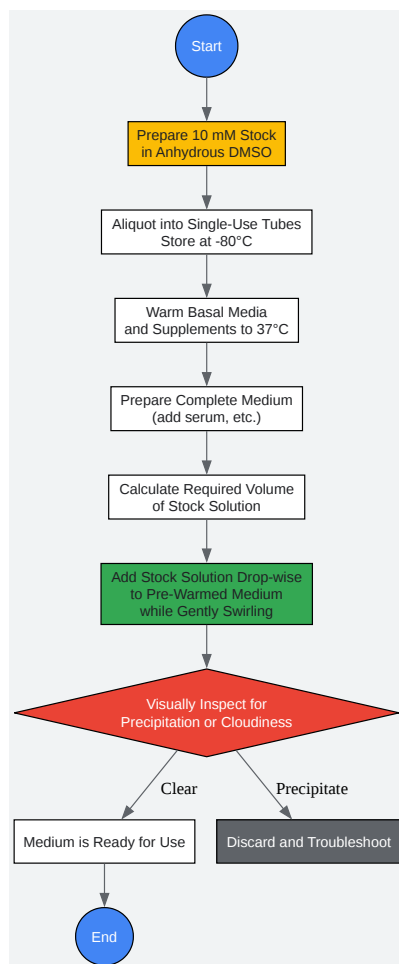 Start
Prepare 10 mM Stock
in Anhydrous DMSO
Aliquot into Single-Use Tubes
Store at -80°C
Warm Basal Media
and Supplements to 37°C
Prepare Complete Medium
(add serum, etc.)
Calculate Required Volume
of Stock Solution
Add Stock Solution Drop-wise
to Pre-Warmed Medium
while Gently Swirling
Visually Inspect for
Precipitation or Cloudiness
Clear
Precipitate
Medium is Ready for Use
Discard and Troubleshoot
End